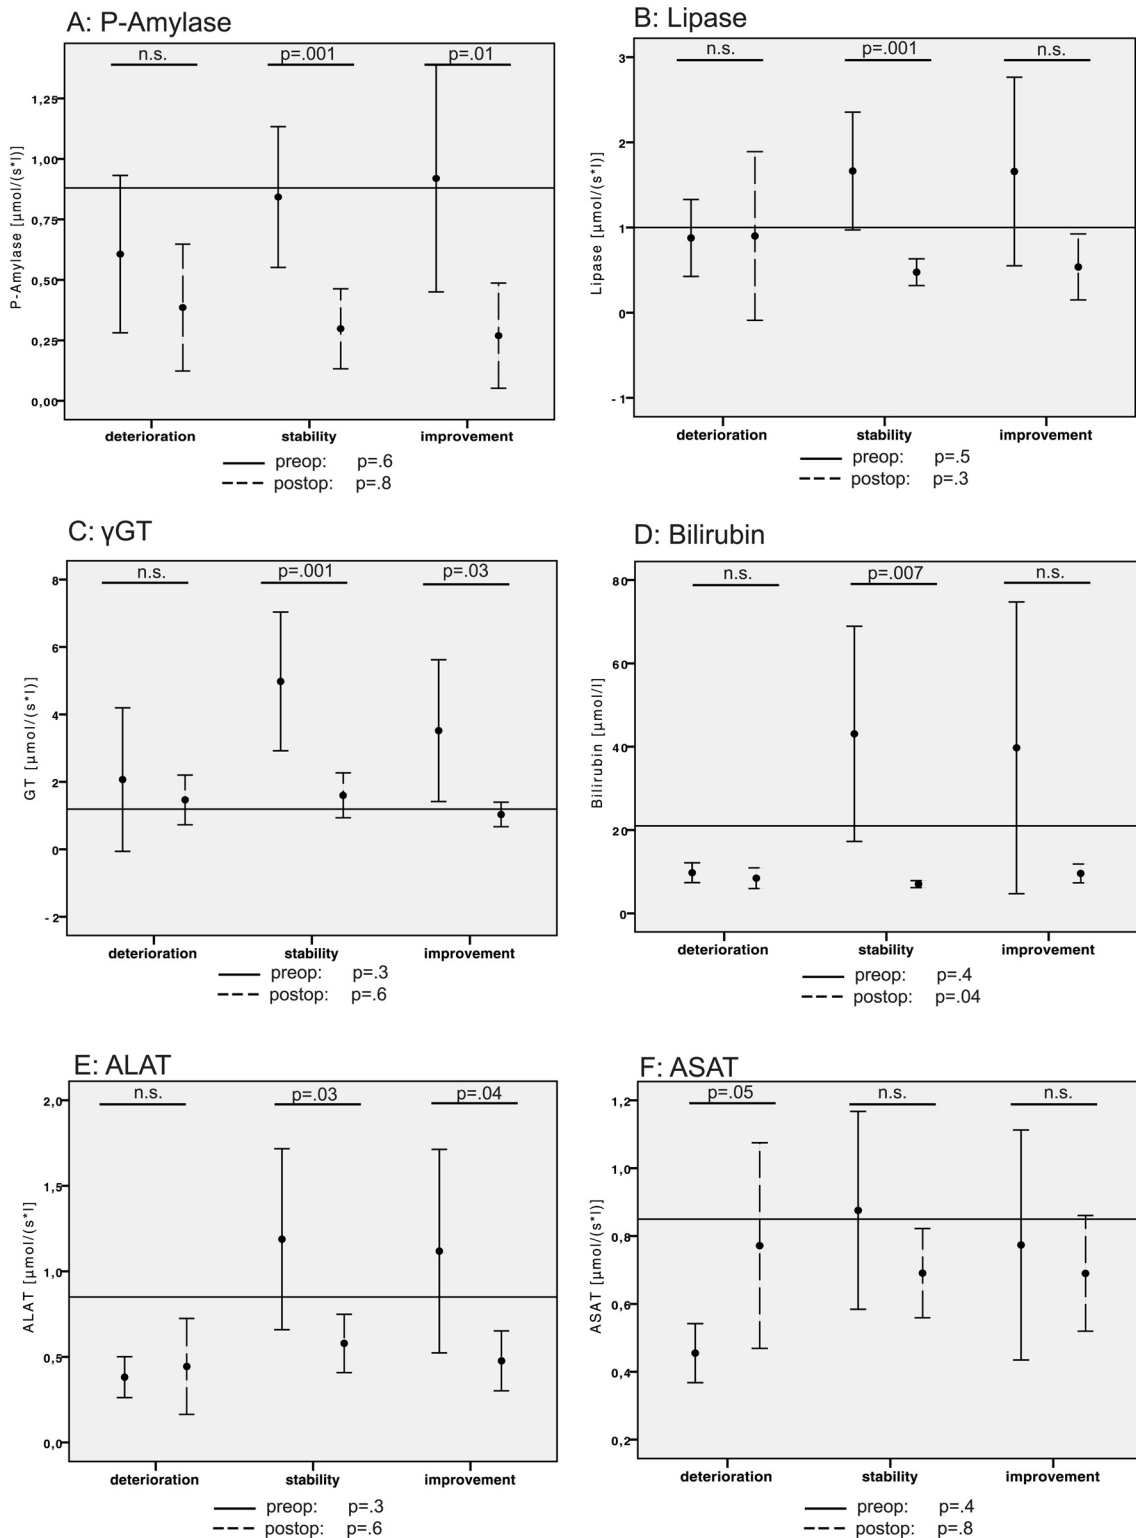 A: P-Amylase
n.s. p=.001 p=.01
P-Amylase [µmol/(s*l)]
1,25
1,00
0,75
0,50
0,25
0,00
deterioration stability improvement
preop: p=.6
postop: p=.8
B: Lipase
n.s. p=.001 n.s.
Lipase [µmol/(s*l)]
3
2
1
0
-1
deterioration stability improvement
preop: p=.5
postop: p=.3
C: γGT
n.s. p=.001 p=.03
GT [µmol/(s*l)]
8
6
4
2
0
-2
deterioration stability improvement
preop: p=.3
postop: p=.6
D: Bilirubin
n.s. p=.007 n.s.
Bilirubin [µmol/l]
80
60
40
20
0
deterioration stability improvement
preop: p=.4
postop: p=.04
E: ALAT
n.s. p=.03 p=.04
ALAT [µmol/(s*l]
2,0
1,5
1,0
0,5
0,0
deterioration stability improvement
preop: p=.3
postop: p=.6
F: ASAT
p=.05 n.s. n.s.
ASAT [µmol/(s*l)]
1,2
1,0
0,8
0,6
0,4
0,2
deterioration stability improvement
preop: p=.4
postop: p=.8